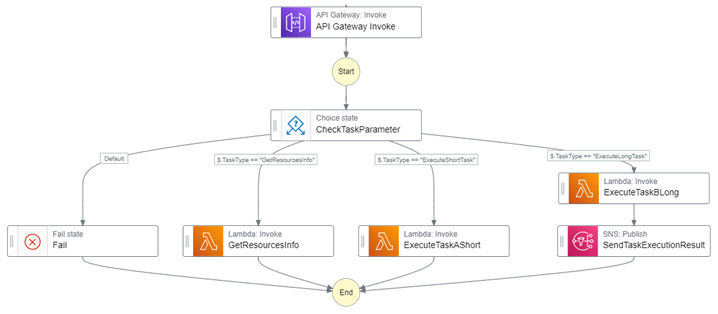 API Gateway: Invoke
API Gateway Invoke
Start
Choice state
CheckTaskParameter
Default
$.TaskType == "GetResourcesInfo"
$.TaskType == "ExecuteShortTask"
$.TaskType == "ExecuteLongTask"
Lambda: Invoke
ExecuteTaskBLong
Fail state
Fail
Lambda: Invoke
GetResourcesInfo
Lambda: Invoke
ExecuteTaskAShort
SNS: Publish
SendTaskExecutionResult
End